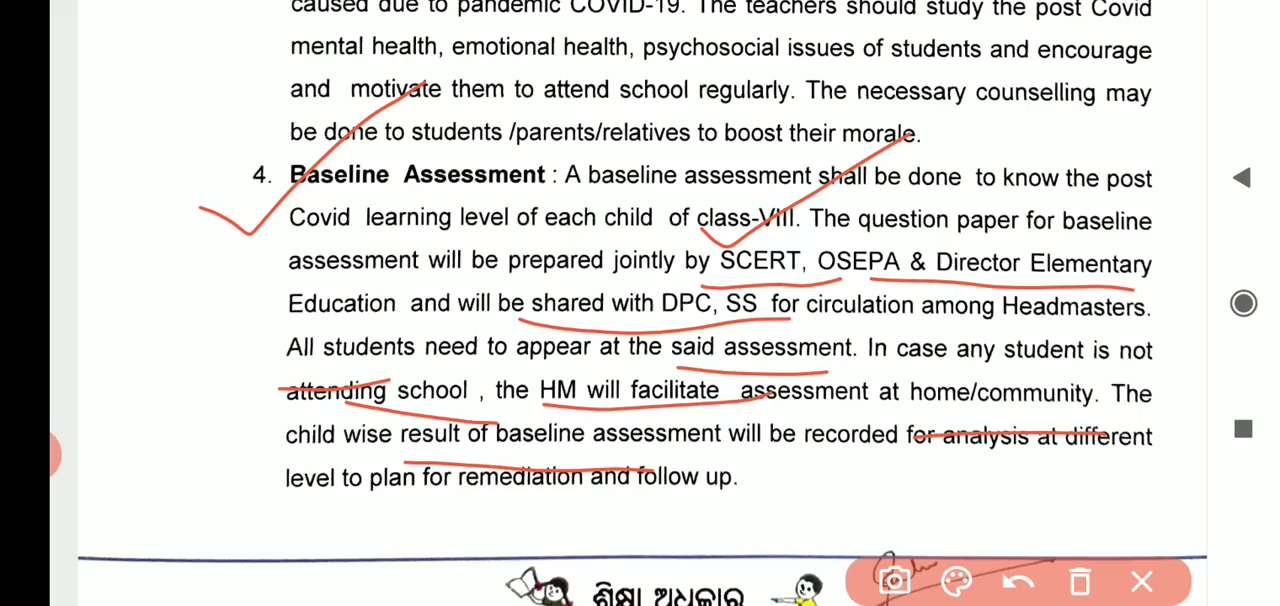 caused due to pandemic COVID-19. The teachers should study the post Covid
mental health, emotional health, psychosocial issues of students and encourage
and motivate them to attend school regularly. The necessary counselling may
be done to students /parents/relatives to boost their morale.
4. Baseline Assessment : A baseline assessment shall be done to know the post
Covid learning level of each child of class-VIII. The question paper for baseline
assessment will be prepared jointly by SCERT, OSEPA & Director Elementary
Education and will be shared with DPC, SS for circulation among Headmasters.
All students need to appear at the said assessment. In case any student is not
attending school , the HM will facilitate assessment at home/community. The
child wise result of baseline assessment will be recorded for analysis at different
level to plan for remediation and follow up.
ଶିକ୍ଷା ଅଧିକାର